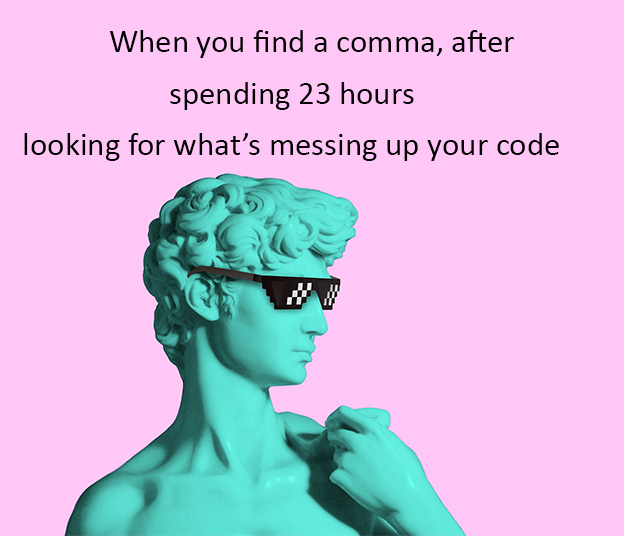 When you find a comma, after
spending 23 hours
looking for what’s messing up your code